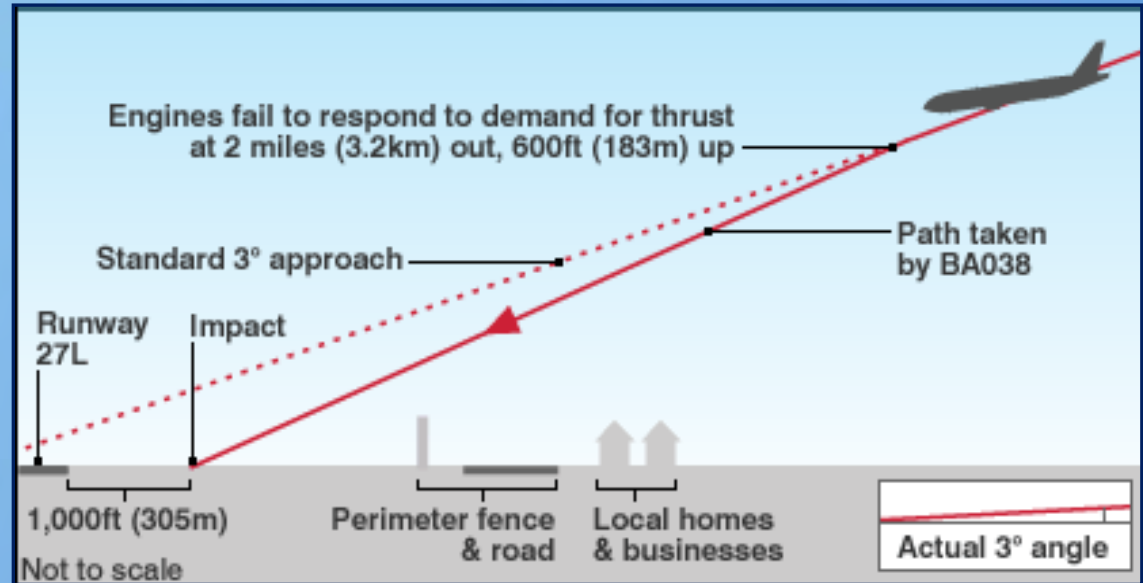 Engines fail to respond to demand for thrust
at 2 miles (3.2km) out, 600ft (183m) up
Path taken
by BA038
Standard 3° approach
Runway
27L
Impact
1,000ft (305m)
Perimeter fence
& road
Local homes
& businesses
Actual 3° angle
Not to scale